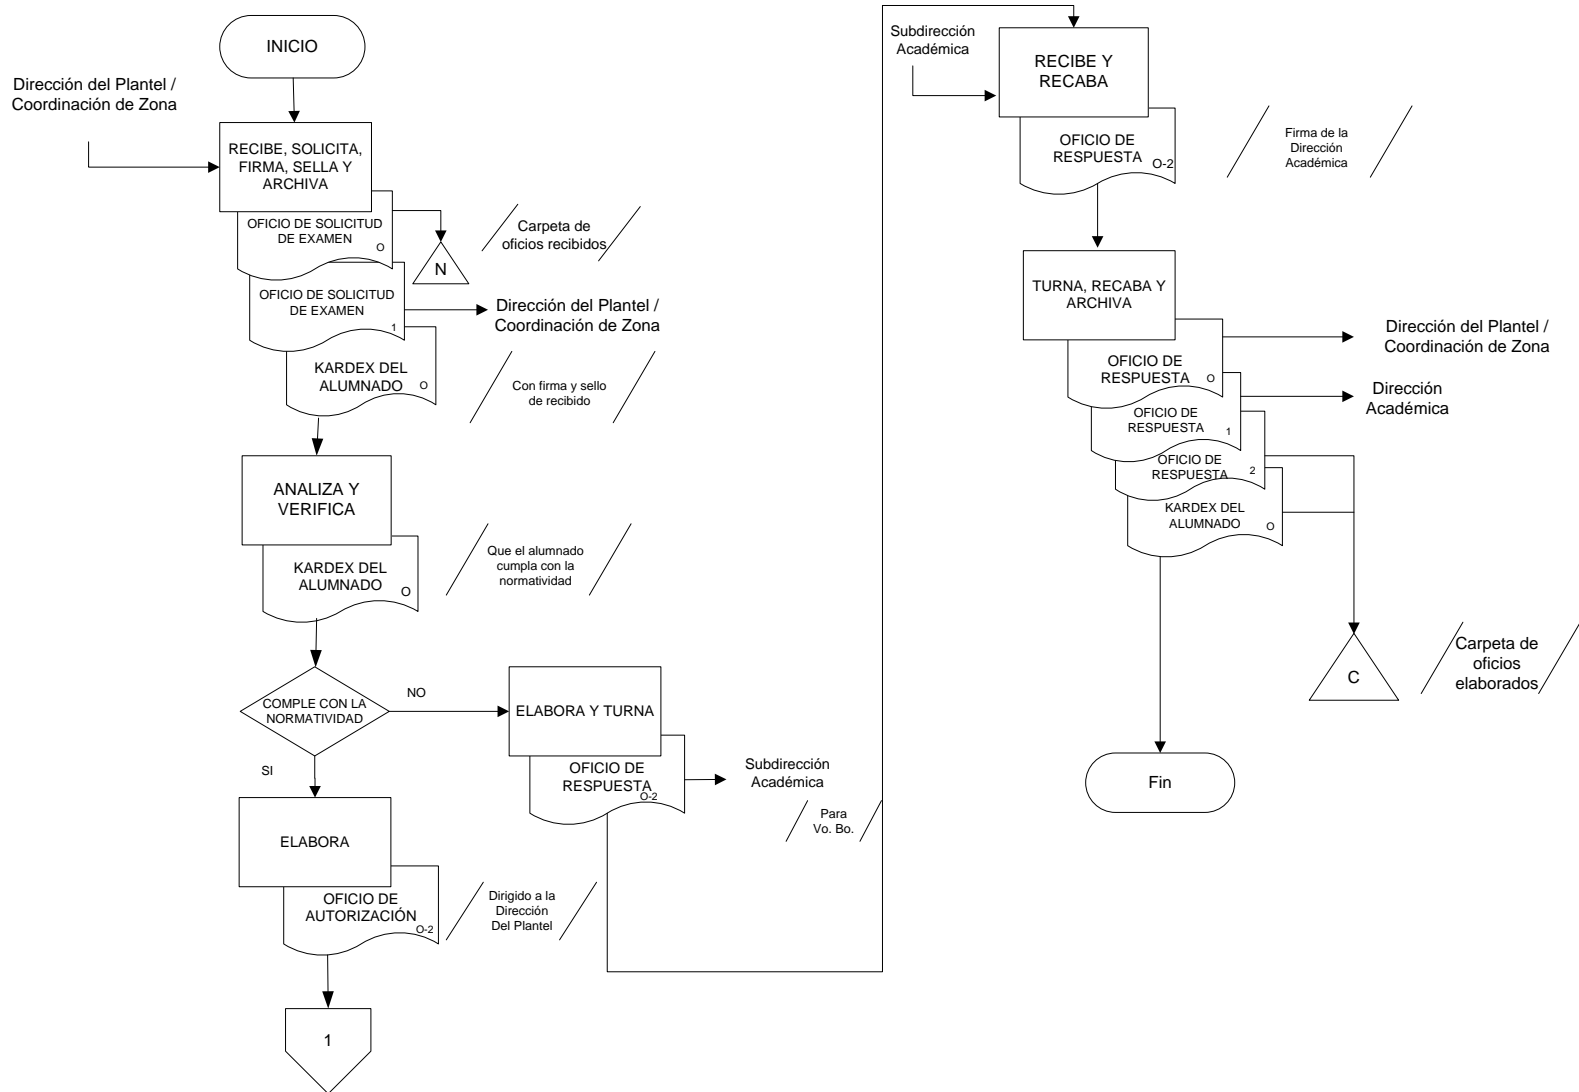 INICIO
Dirección del Plantel /
Coordinación de Zona
RECIBE, SOLICITA,
FIRMA, SELLA Y
ARCHIVA
OFICIO DE SOLICITUD
DE EXAMEN
O
N
Carpeta de
oficios recibidos
OFICIO DE SOLICITUD
DE EXAMEN
1
Dirección del Plantel /
Coordinación de Zona
KARDEX DEL
ALUMNADO
O
Con firma y sello
de recibido
ANALIZA Y
VERIFICA
KARDEX DEL
ALUMNADO
O
Que el alumnado
cumpla con la
normatividad
COMPLE CON LA
NORMATIVIDAD
NO
SI
ELABORA Y TURNA
OFICIO DE
RESPUESTA
O-2
Subdirección
Académica
Para
Vo. Bo.
ELABORA
OFICIO DE
AUTORIZACIÓN
O-2
Dirigido a la
Dirección
Del Plantel
1
Subdirección
Académica
RECIBE Y
RECABA
OFICIO DE
RESPUESTA
O-2
Firma de la
Dirección
Académica
TURNA, RECABA Y
ARCHIVA
OFICIO DE
RESPUESTA
O
Dirección del Plantel /
Coordinación de Zona
OFICIO DE
RESPUESTA
1
Dirección
Académica
OFICIO DE
RESPUESTA
2
KARDEX DEL
ALUMNADO
O
C
Carpeta de
oficios
elaborados
Fin